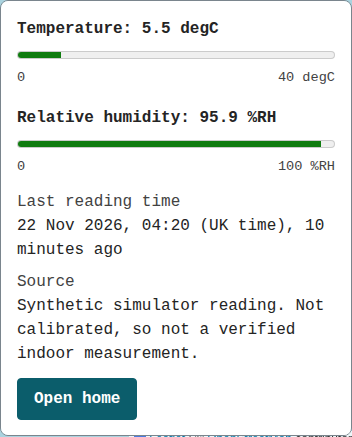 Temperature: 5.5 degC
0 40 degC
Relative humidity: 95.9 %RH
0 100 %RH
Last reading time
22 Nov 2026, 04:20 (UK time), 10
minutes ago
Source
Synthetic simulator reading. Not
calibrated, so not a verified
indoor measurement.
Open home